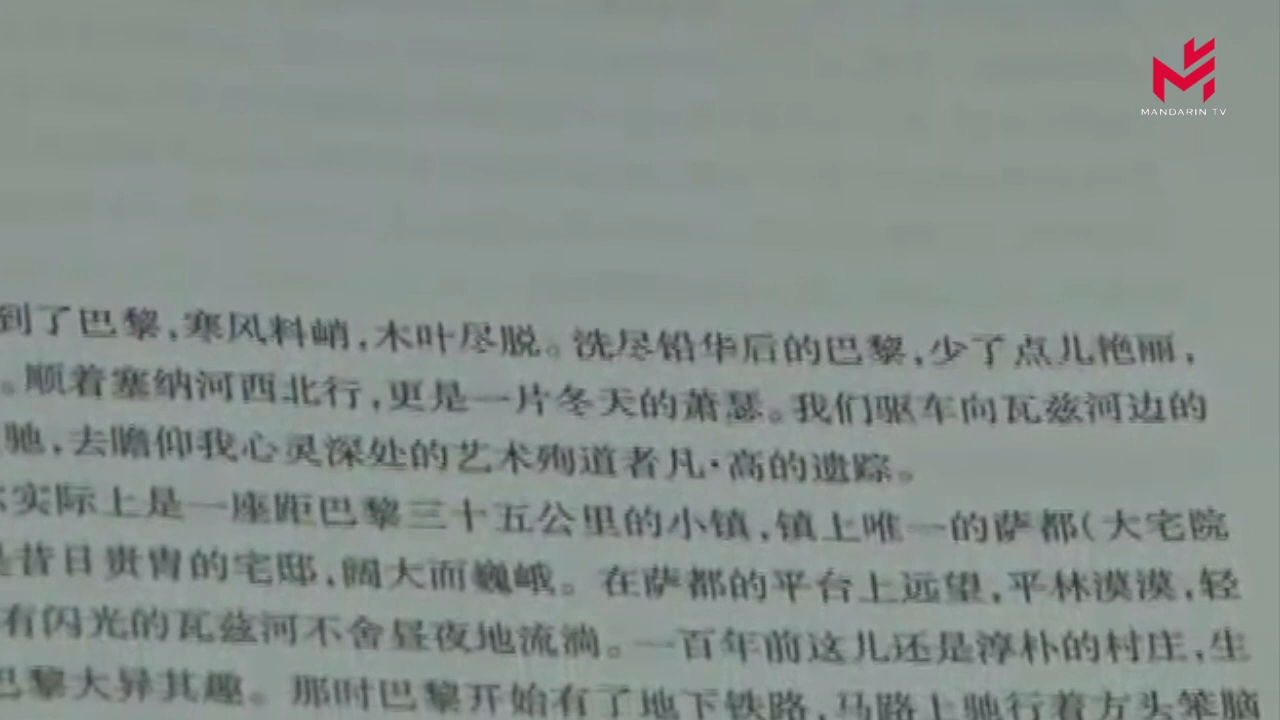 MANDARIN TV
到了巴黎,寒风料峭,木叶尽脱。洗尽铅华后的巴黎,少了点儿艳丽,
。顺着塞纳河西北行,更是一片冬天的萧瑟。我们驱车向瓦兹河边的
驰,去瞻仰我心灵深处的艺术殉道者凡·高的遗踪。
实际上是一座距巴黎三十五公里的小镇,镇上唯一的萨都(大宅院
是昔日贵胄的宅邸,阔大而巍峨。在萨都的平台上远望,平林漠漠,轻
有闪光的瓦兹河不舍昼夜地流淌。一百年前这儿还是淳朴的村庄,生
巴黎大异其趣。那时巴黎开始有了地下铁路,马路上驰行着方头笨脑